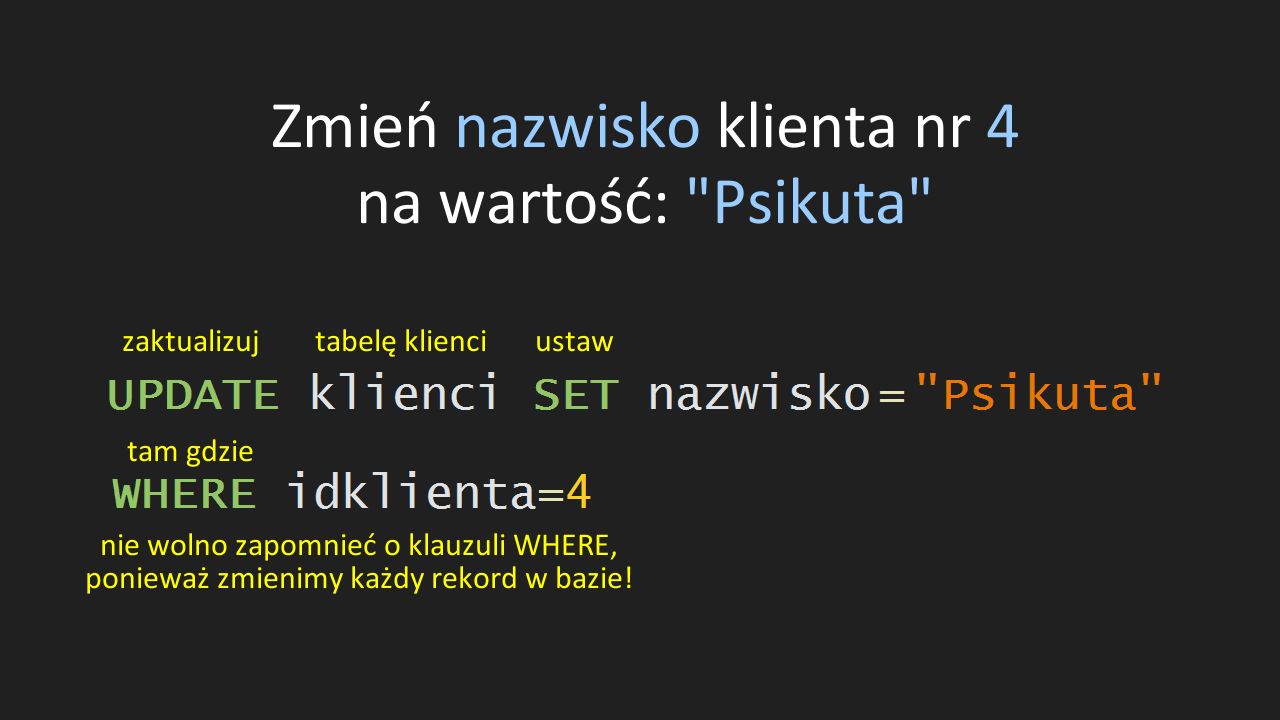 Zmień nazwisko klienta nr 4
na wartość: "Psikuta"
zaktualizuj tabelę klienci ustaw
UPDATE klienci SET nazwisko="Psikuta"
tam gdzie
WHERE idklienta=4
nie wolno zapomnieć o klauzuli WHERE,
ponieważ zmienimy każdy rekord w bazie!